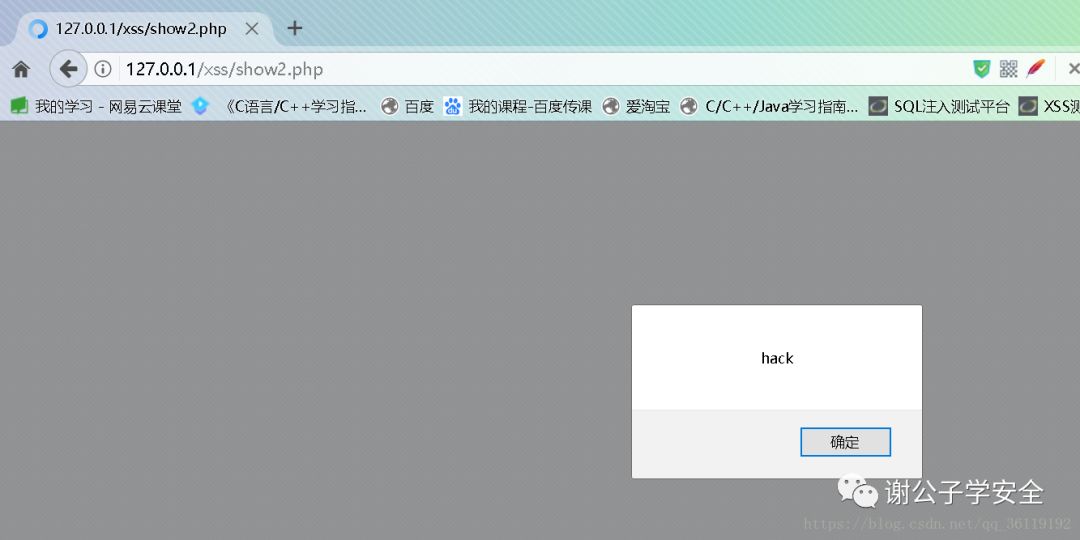 127.0.0.1/xss/show2.php
127.0.0.1/xss/show2.php
我的学习 - 网易云课堂 《C语言/C++学习指... 百度 我的课程-百度传课 爱淘宝 C/C++/Java学习指南... SQL注入测试平台 XSS测
hack
确定
谢公子学安全
https://blog.csdn.net/qq_36119192